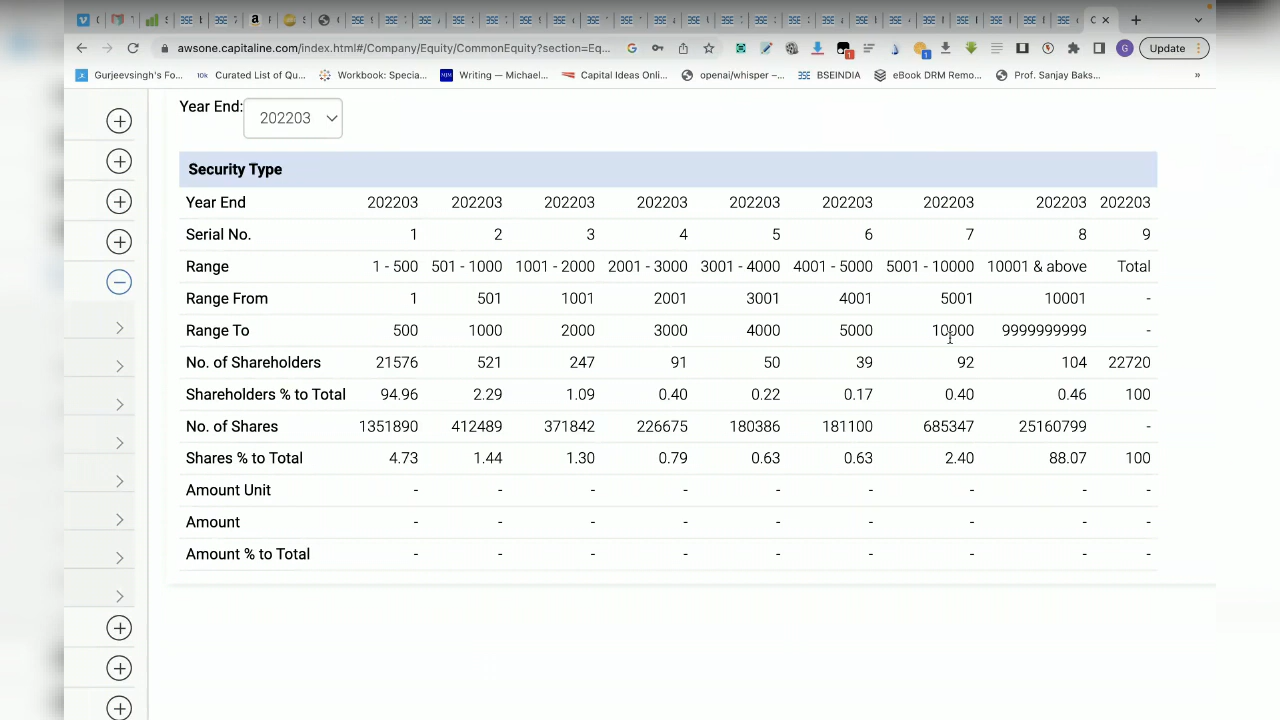 awsone.capitaline.com/index.html#/Company/Equity/CommonEquity?section=Eq...
Update
Gurjeevsingh's Fo...
Curated List of Qu...
Workbook: Specia...
Writing — Michael...
Capital Ideas Onli...
openai/whisper –...
BSEINDIA
eBook DRM Remo...
Prof. Sanjay Baks...
»
Year End: 202203
Security Type
Year End 202203 202203 202203 202203 202203 202203 202203 202203 202203
Serial No. 1 2 3 4 5 6 7 8 9
Range 1 - 500 501 - 1000 1001 - 2000 2001 - 3000 3001 - 4000 4001 - 5000 5001 - 10000 10001 & above Total
Range From 1 501 1001 2001 3001 4001 5001 10001 -
Range To 500 1000 2000 3000 4000 5000 10000 9999999999 -
No. of Shareholders 21576 521 247 91 50 39 92 104 22720
Shareholders % to Total 94.96 2.29 1.09 0.40 0.22 0.17 0.40 0.46 100
No. of Shares 1351890 412489 371842 226675 180386 181100 685347 25160799 -
Shares % to Total 4.73 1.44 1.30 0.79 0.63 0.63 2.40 88.07 100
Amount Unit - - - - - - - - -
Amount - - - - - - - - -
Amount % to Total - - - - - - - - -